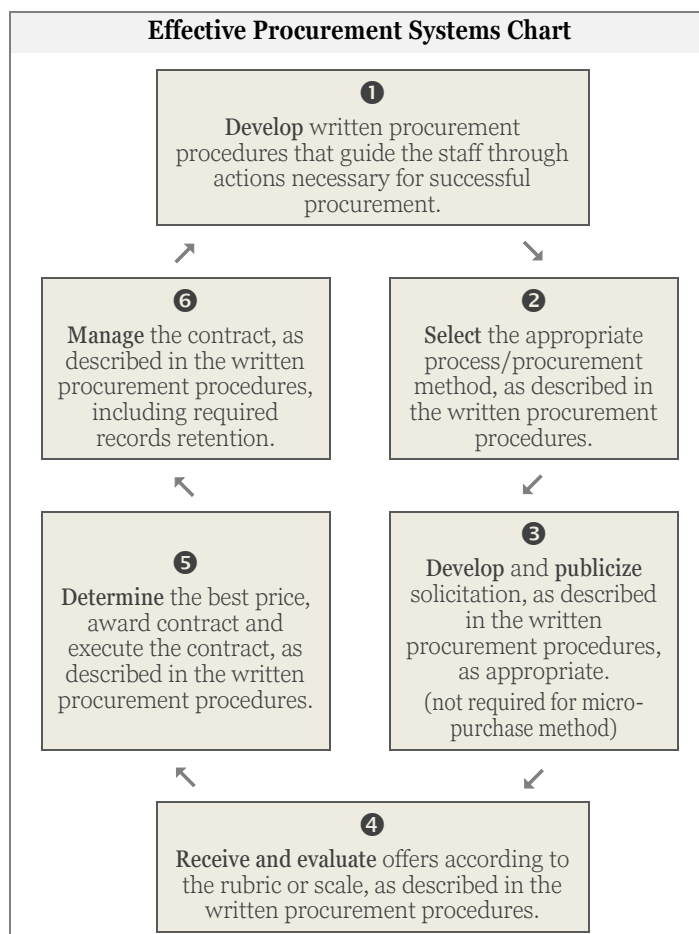 Effective Procurement Systems Chart
❶
Develop written procurement
procedures that guide the staff through
actions necessary for successful
procurement.
❷
Select the appropriate
process/procurement
method, as described in
the written procurement
procedures.
❸
Develop and publicize
solicitation, as described
in the written
procurement procedures,
as appropriate.
(not required for micro-
purchase method)
❹
Receive and evaluate offers according to
the rubric or scale, as described in the
written procurement procedures.
❺
Determine the best price,
award contract and
execute the contract, as
described in the written
procurement procedures.
❻
Manage the contract, as
described in the written
procurement procedures,
including required
records retention.